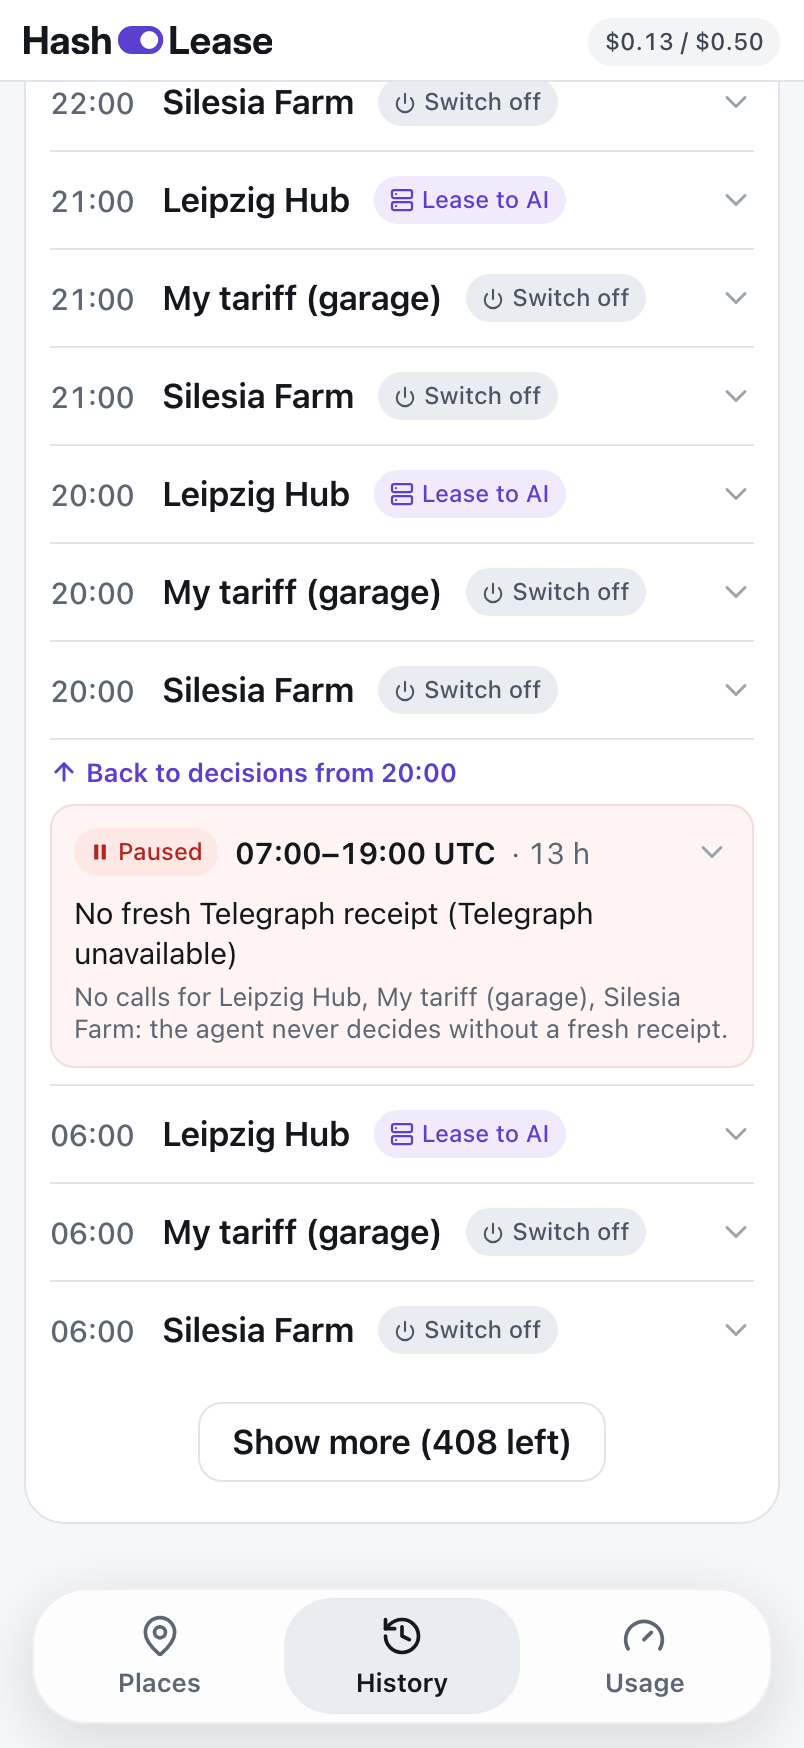 Hash Lease
$0.13 / $0.50
22:00 Silesia Farm Switch off
21:00 Leipzig Hub Lease to AI
21:00 My tariff (garage) Switch off
21:00 Silesia Farm Switch off
20:00 Leipzig Hub Lease to AI
20:00 My tariff (garage) Switch off
20:00 Silesia Farm Switch off
↑ Back to decisions from 20:00
Paused 07:00–19:00 UTC · 13 h
No fresh Telegraph receipt (Telegraph
unavailable)
No calls for Leipzig Hub, My tariff (garage), Silesia
Farm: the agent never decides without a fresh receipt.
06:00 Leipzig Hub Lease to AI
06:00 My tariff (garage) Switch off
06:00 Silesia Farm Switch off
Show more (408 left)
Places History Usage